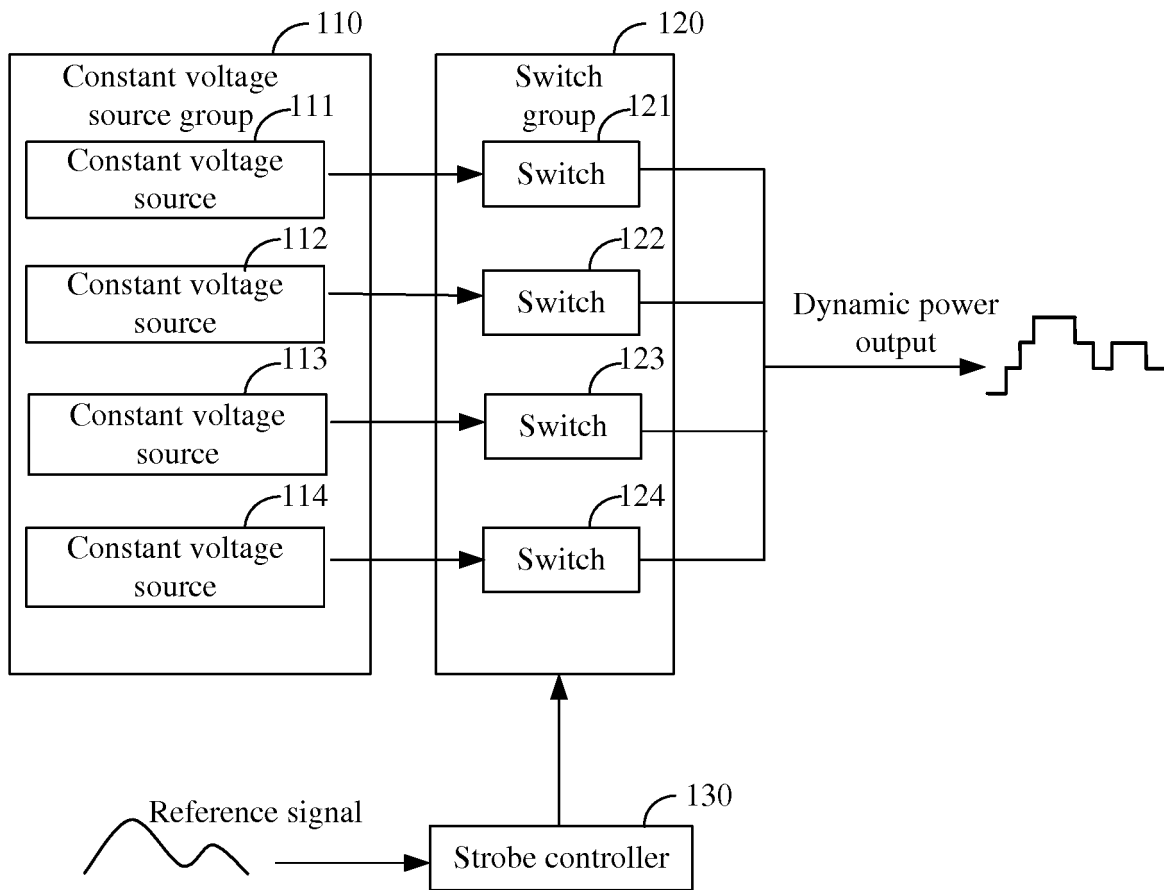 110
Constant voltage
source group
111
Constant voltage
source
112
Constant voltage
source
113
Constant voltage
source
114
Constant voltage
source
120
Switch
group
121
Switch
122
Switch
123
Switch
124
Switch
Dynamic power
output
Reference signal
130
Strobe controller